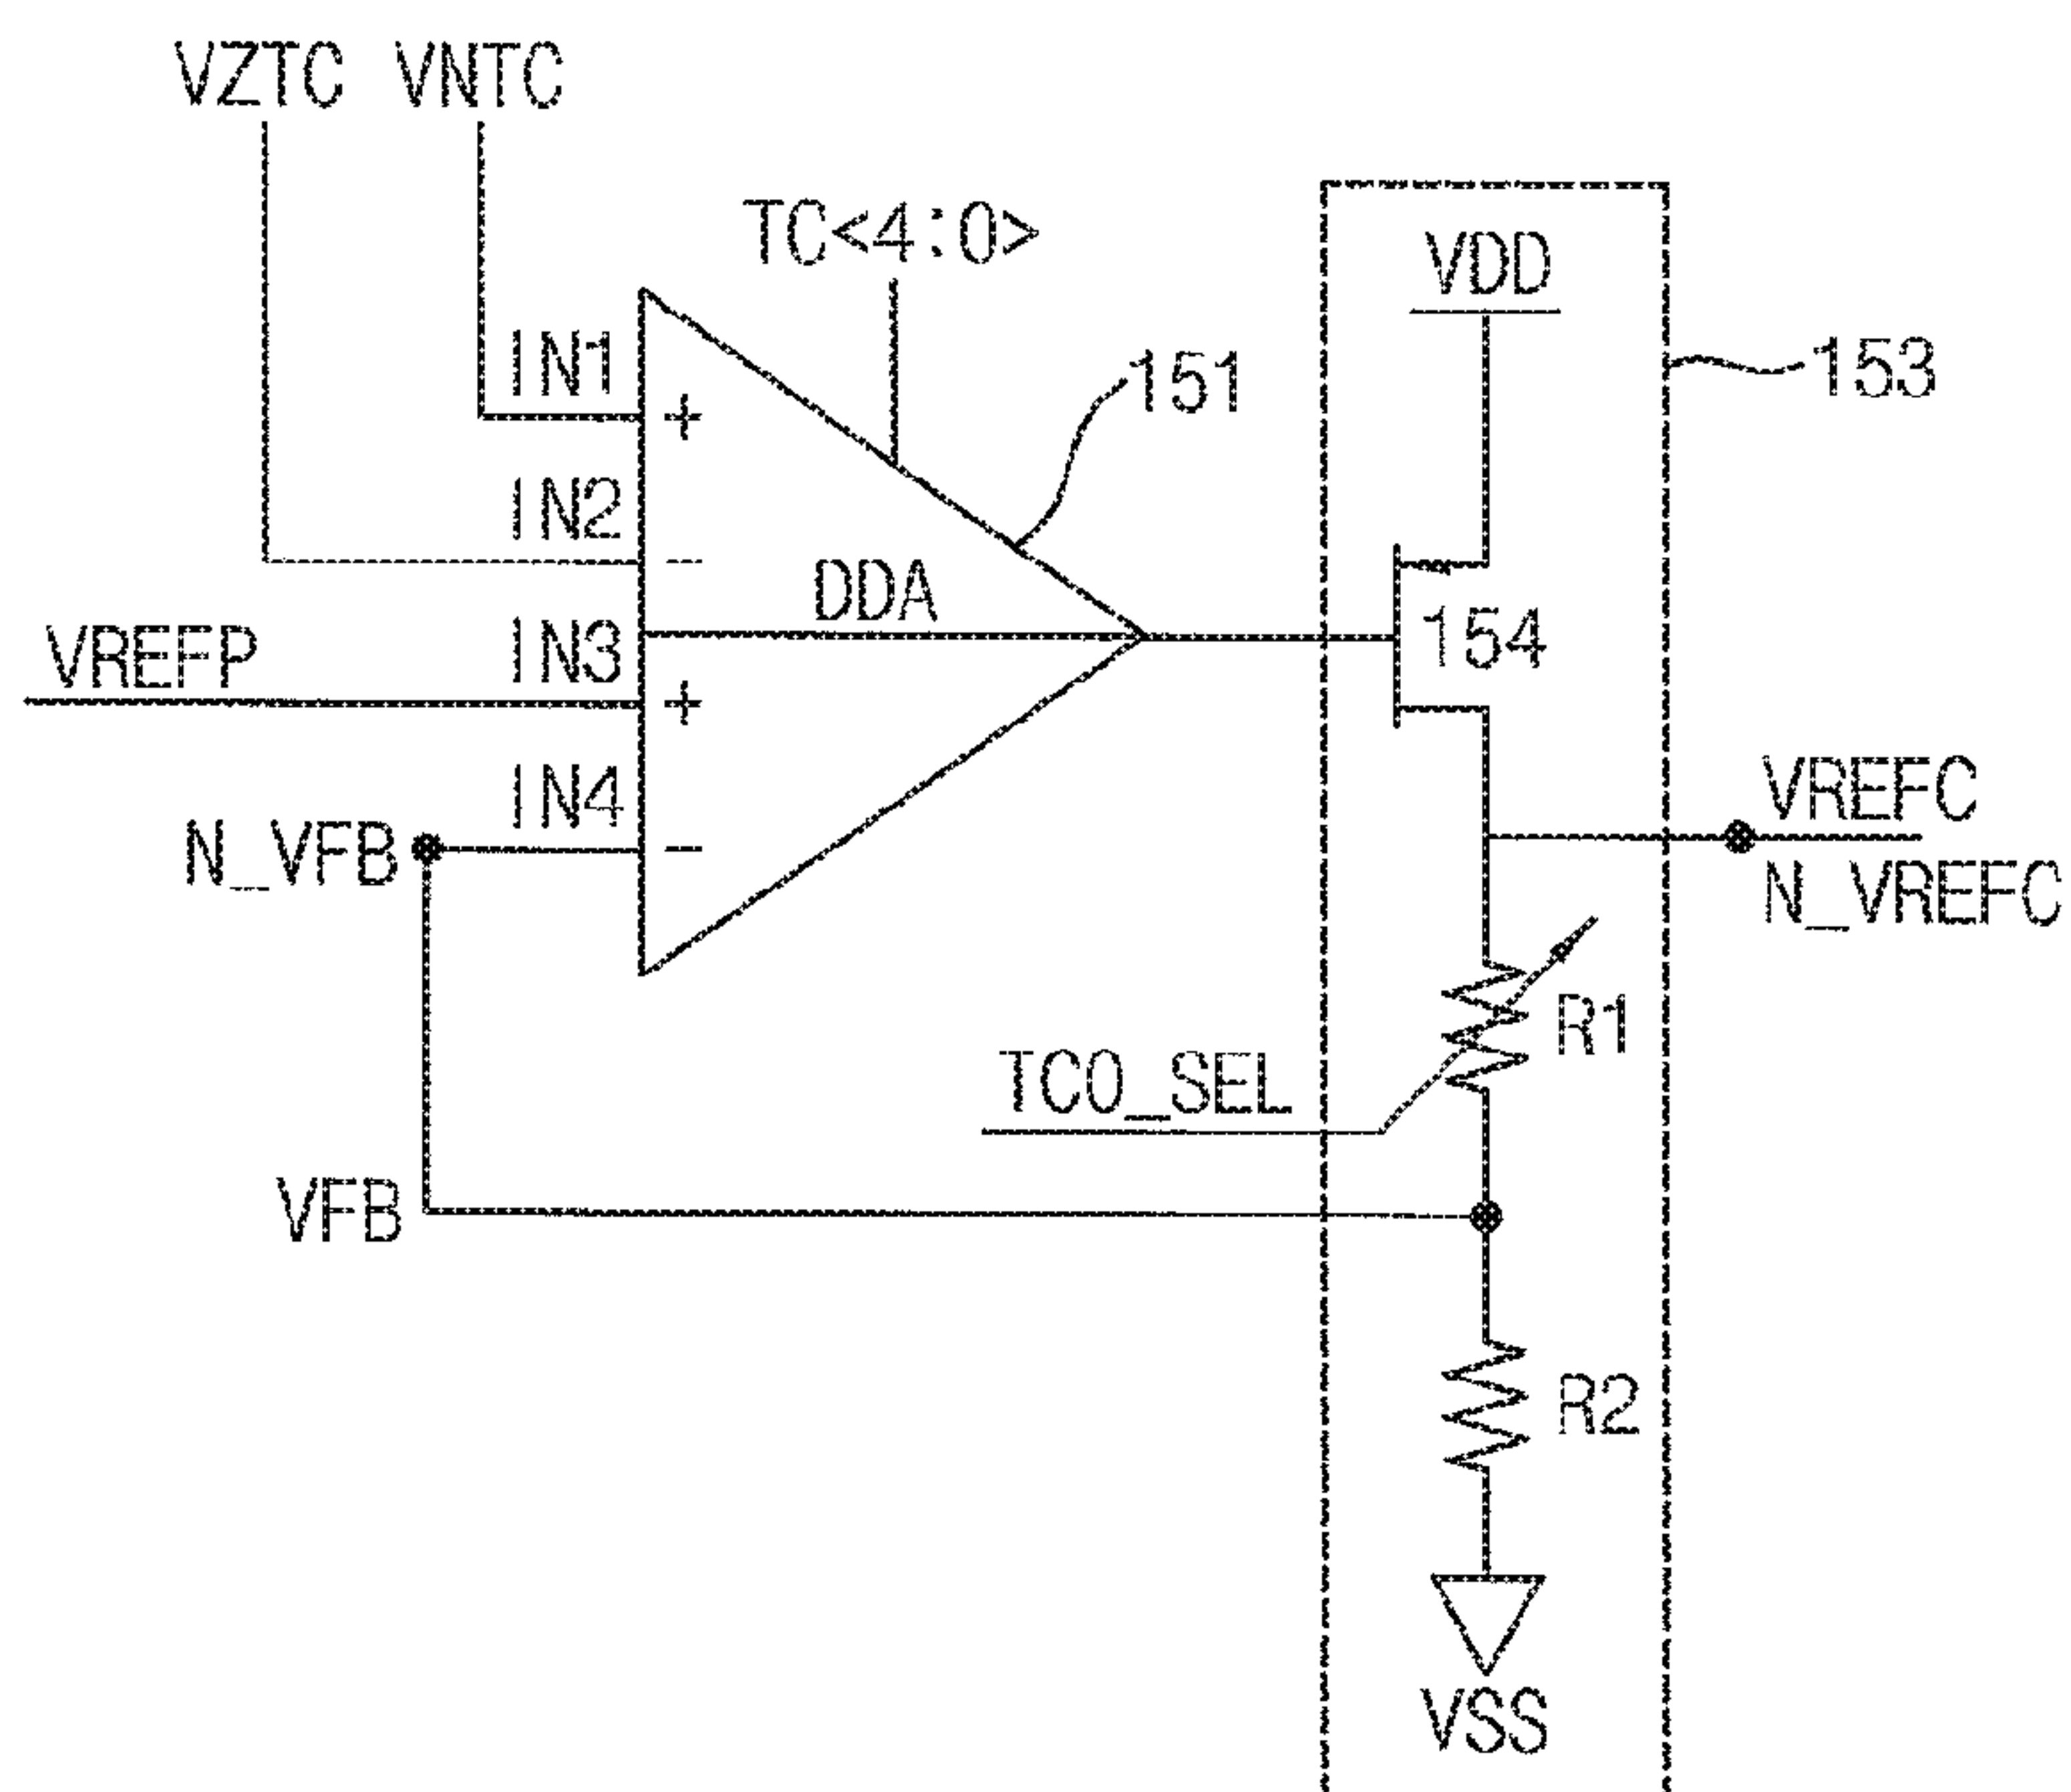 VZTC VNTC
TC<4:0>
VDD
IN1
+
151
153
IN2
-
DDA
VREFP
IN3
+
154
IN4
N_VFB
-
VREFC
N_VREFC
R1
TCO_SEL
VFB
R2
VSS